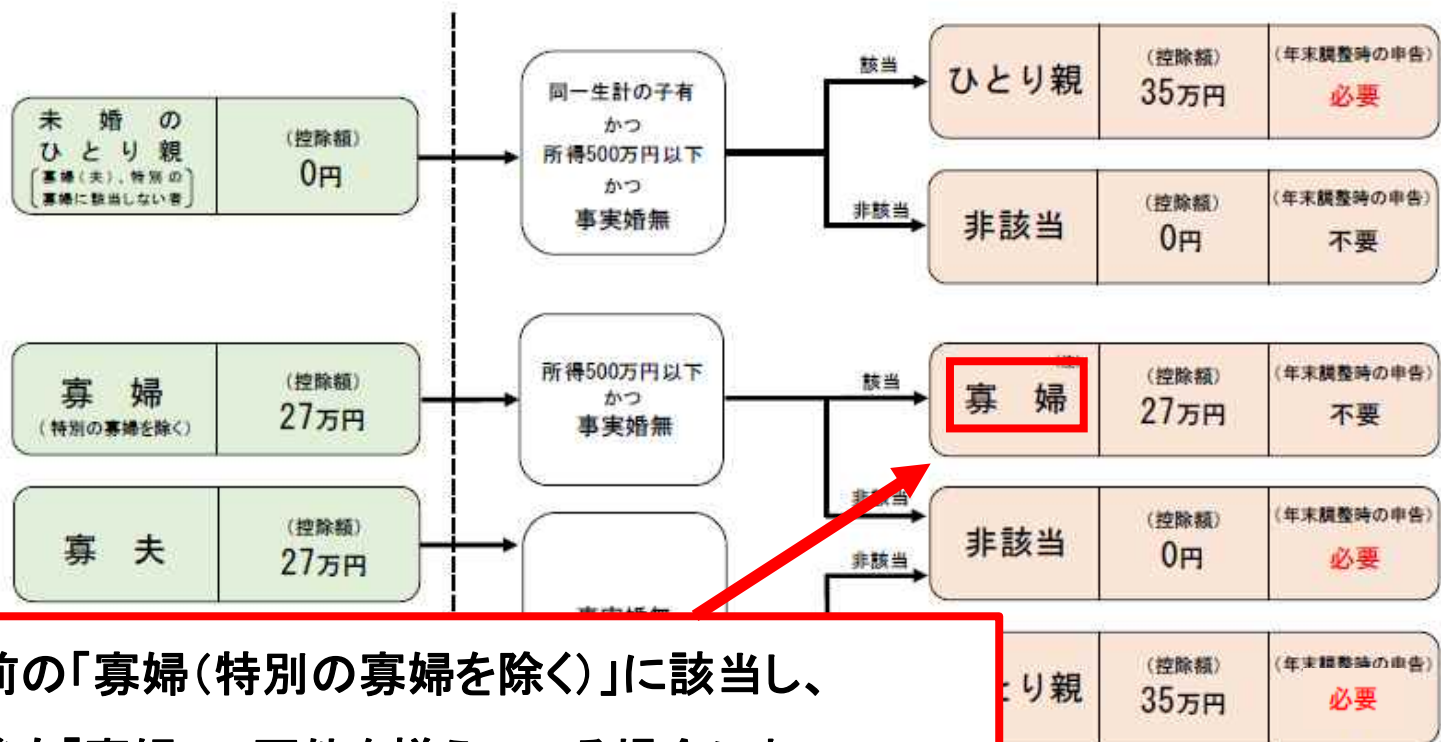 未婚の
ひとり親
寡婦(夫)、特別の
寡婦に該当しない者
(控除額)
0円
同一生計の子有
かつ
所得500万円以下
かつ
事実婚無
該当
ひとり親
(控除額)
35万円
(年末調整時の申告)
必要
非該当
非該当
(控除額)
0円
(年末調整時の申告)
不要
寡婦
(特別の寡婦を除く)
(控除額)
27万円
所得500万円以下
かつ
事実婚無
該当
寡婦
(控除額)
27万円
(年末調整時の申告)
不要
寡夫
(控除額)
27万円
非該当
非該当
非該当
(控除額)
0円
(年末調整時の申告)
必要
事実婚無
とり親
(控除額)
35万円
(年末調整時の申告)
必要
前の「寡婦(特別の寡婦を除く)」に該当し、